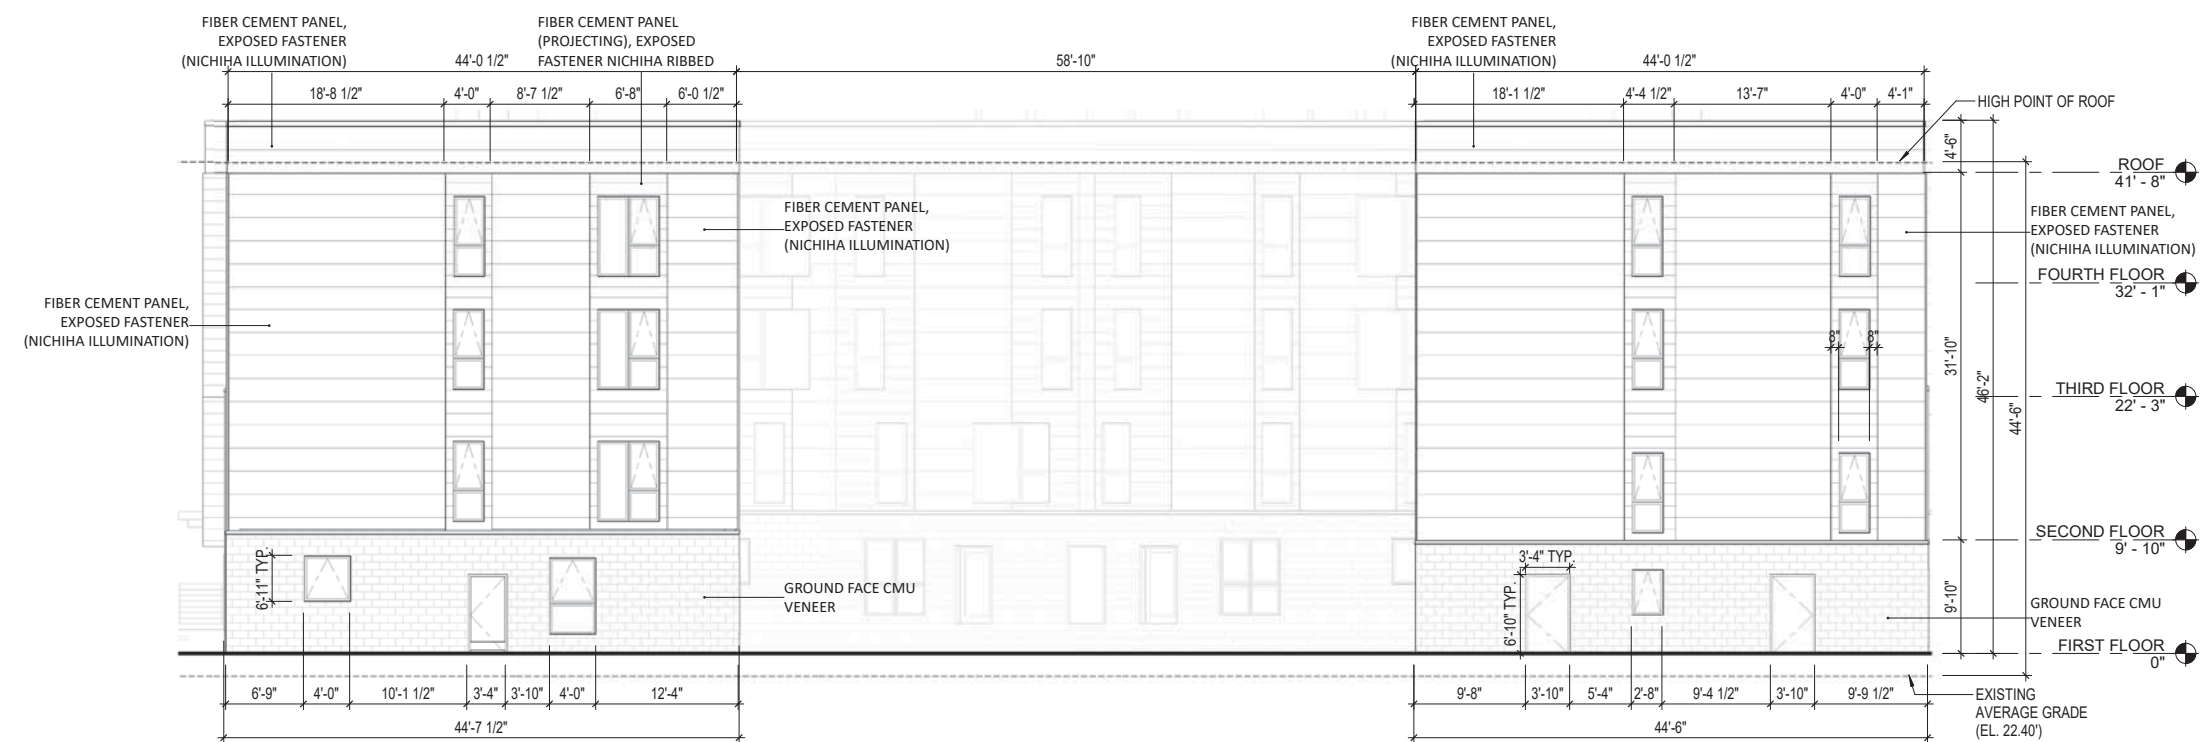 FIBER CEMENT PANEL,
EXPOSED FASTENER
(NICHIHA ILLUMINATION)
FIBER CEMENT PANEL
(PROJECTING), EXPOSED
FASTENER NICHIHA RIBBED
FIBER CEMENT PANEL,
EXPOSED FASTENER
(NICHIHA ILLUMINATION)
44'-0 1/2"
58'-10"
44'-0 1/2"
18'-8 1/2"
4'-0"
8'-7 1/2"
6'-8"
6'-0 1/2"
18'-1 1/2"
4'-4 1/2"
13'-7"
4'-0"
4'-1"
HIGH POINT OF ROOF
4'-6"
ROOF
41' - 8"
FIBER CEMENT PANEL,
EXPOSED FASTENER
(NICHIHA ILLUMINATION)
FIBER CEMENT PANEL,
EXPOSED FASTENER
(NICHIHA ILLUMINATION)
FOURTH FLOOR
32' - 1"
FIBER CEMENT PANEL,
EXPOSED FASTENER
(NICHIHA ILLUMINATION)
8"
8"
31'-10"
46'-2"
44'-6"
THIRD FLOOR
22' - 3"
SECOND FLOOR
9' - 10"
6'-11" TYP.
3'-4" TYP.
6'-10" TYP.
9'-10"
GROUND FACE CMU
VENEER
GROUND FACE CMU
VENEER
FIRST FLOOR
0"
6'-9"
4'-0"
10'-1 1/2"
3'-4"
3'-10"
4'-0"
12'-4"
9'-8"
3'-10"
5'-4"
2'-8"
9'-4 1/2"
3'-10"
9'-9 1/2"
44'-7 1/2"
44'-6"
EXISTING
AVERAGE GRADE
(EL. 22.40')